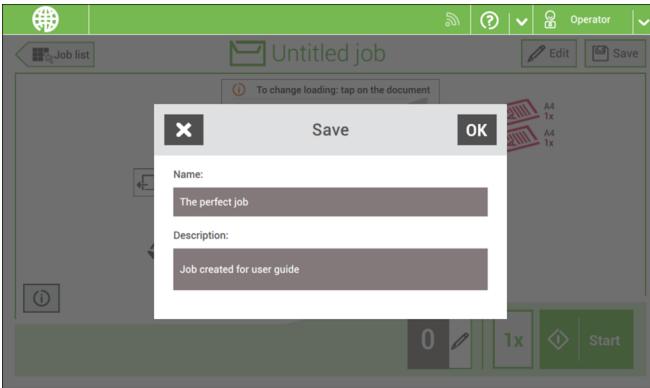 Operator
Job list
Untitled job
Edit
Save
To change loading: tap on the document
A4
1x
A4
1x
Save
OK
Name:
The perfect job
Description:
Job created for user guide
0
1x
Start